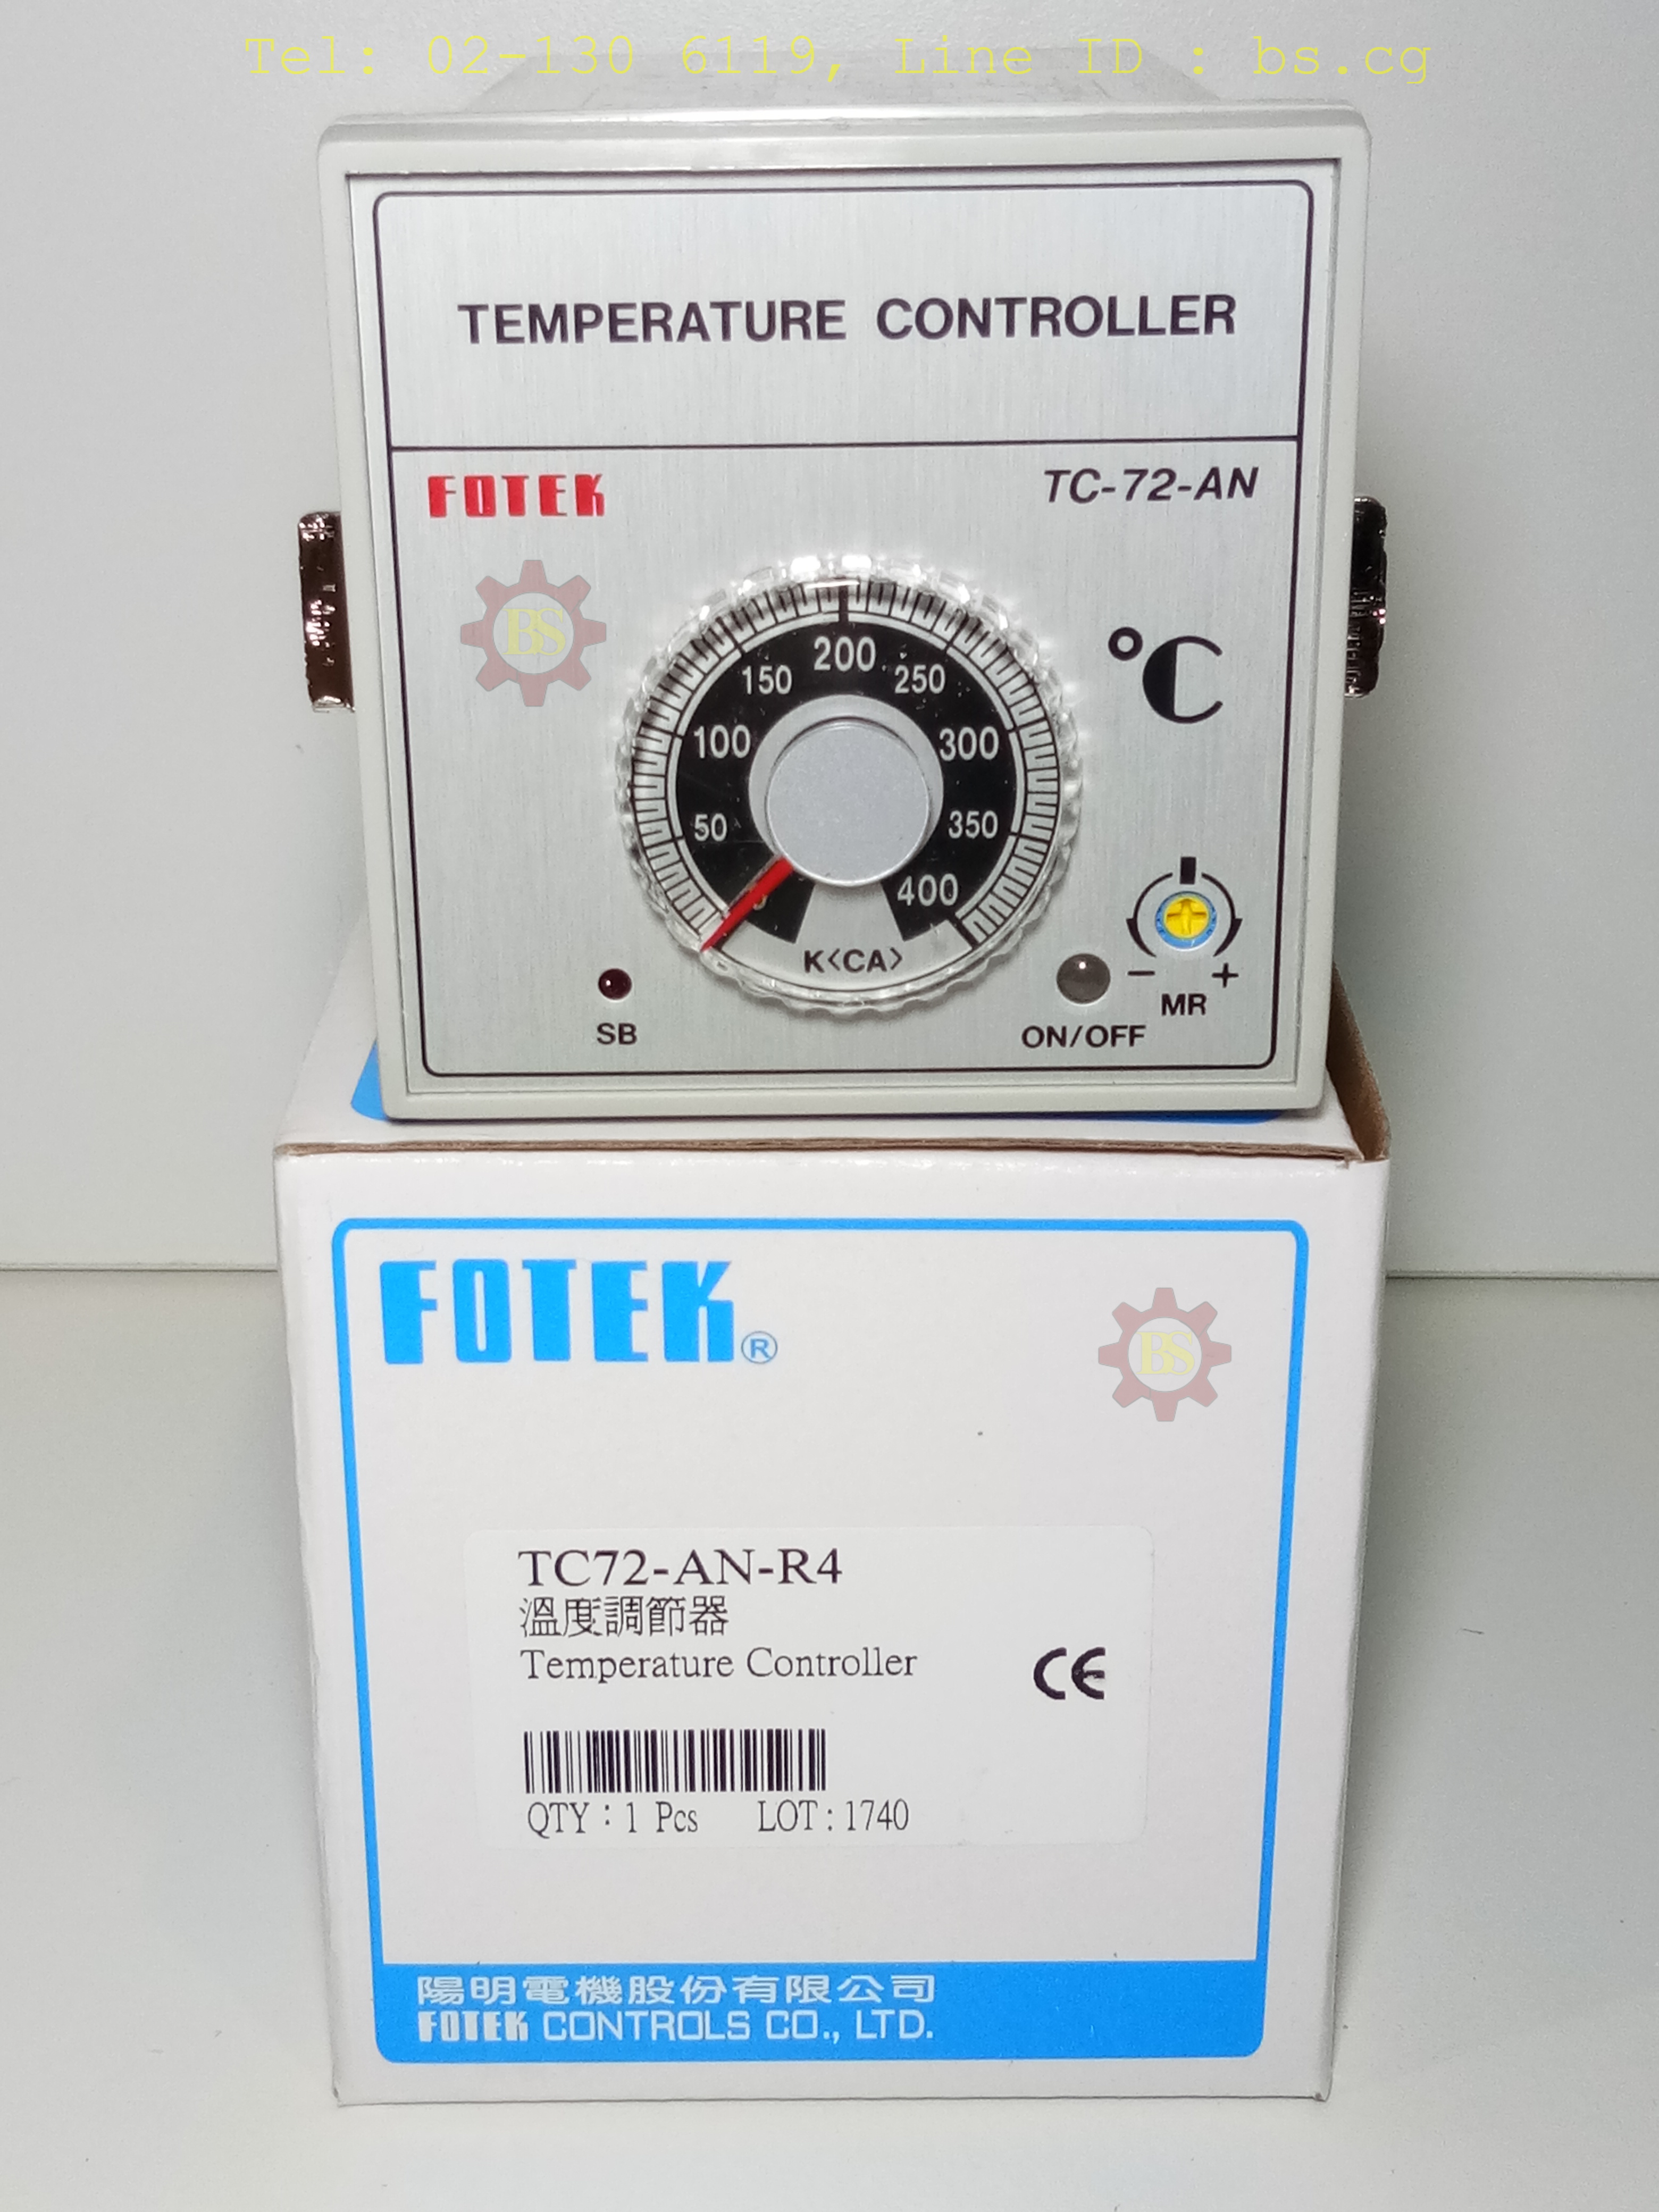 Tel: 02-130 6119, Line ID : bs.cg
TEMPERATURE CONTROLLER
FOTEK
TC-72-AN
BS
°C
200
150
250
100
300
50
350
400
K<CA>
SB
ON/OFF
- +
MR
FOTEK®
BS
TC72-AN-R4
溫度調節器
Temperature Controller
CE
QTY：1 Pcs LOT : 1740
陽明電機股份有限公司
FOTEK CONTROLS CO., LTD.